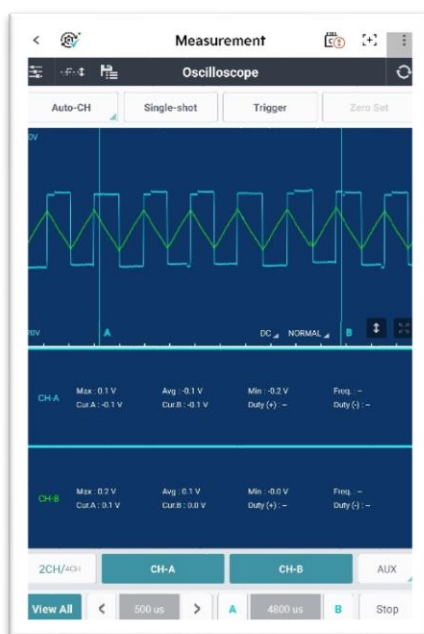 Measurement
Oscilloscope
Auto-CH Single-shot Trigger Zero Set
0V
20V A DC NORMAL B
CH-A Max : 0.1 V Avg : -0.1 V Min : -0.2 V Freq. : -
Cur.A : -0.1 V Cur.B : -0.1 V Duty (+) : - Duty (-) : -
CH-B Max : 0.2 V Avg : 0.1 V Min : -0.0 V Freq. : -
Cur.A : 0.1 V Cur.B : 0.0 V Duty (+) : - Duty (-) : -
2CH/4CH CH-A CH-B AUX
View All < 500 us > A 4800 us B Stop